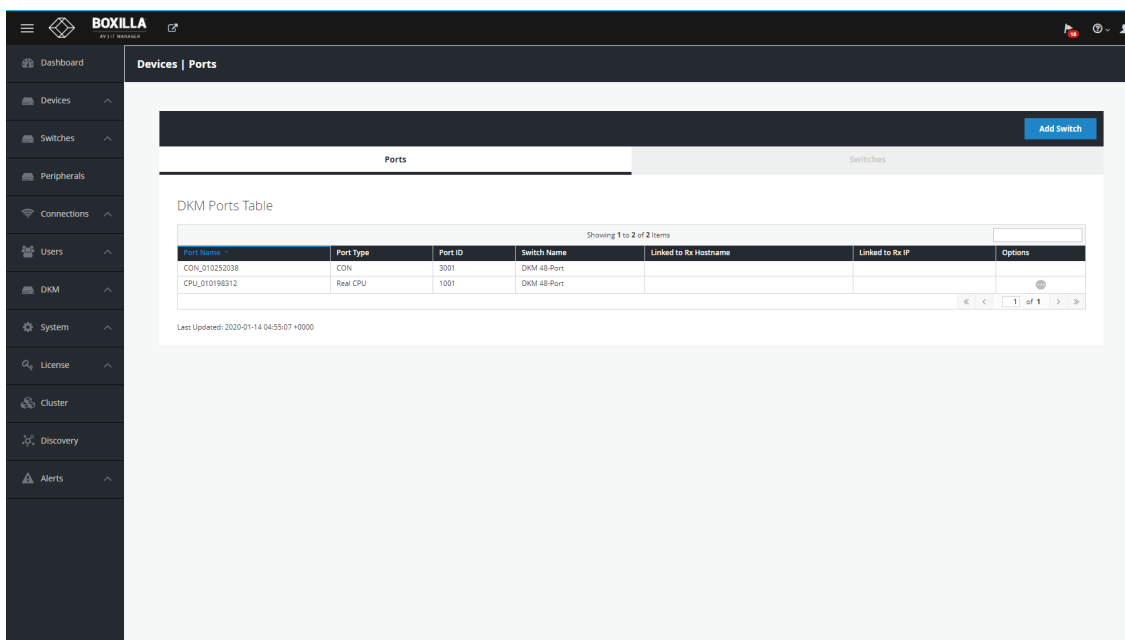 BOXILLA
AV | IT MANAGER
18
Dashboard
Devices | Ports
Devices
Switches
Peripherals
Connections
Users
DKM
System
License
Cluster
Discovery
Alerts
Add Switch
Ports Switches
DKM Ports Table
Showing 1 to 2 of 2 Items
Port Name Port Type Port ID Switch Name Linked to Rx Hostname Linked to Rx IP Options
CON_010252038 CON 3001 DKM 48-Port
CPU_010198312 Real CPU 1001 DKM 48-Port
« < 1 of 1 > »
Last Updated: 2020-01-14 04:55:07 +0000